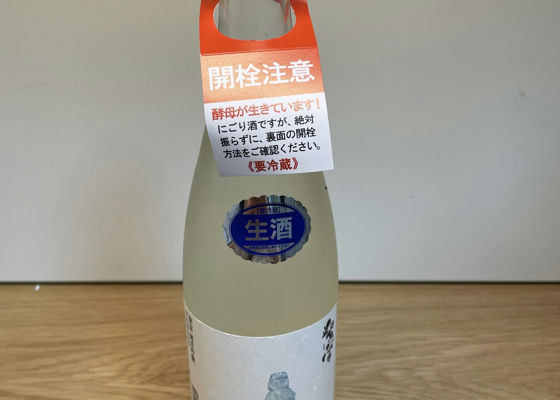 開栓注意
酵母が生きています!
にごり酒ですが、絶対
振らずに、裏面の開栓
方法をご確認ください。
《要冷蔵》
生酒